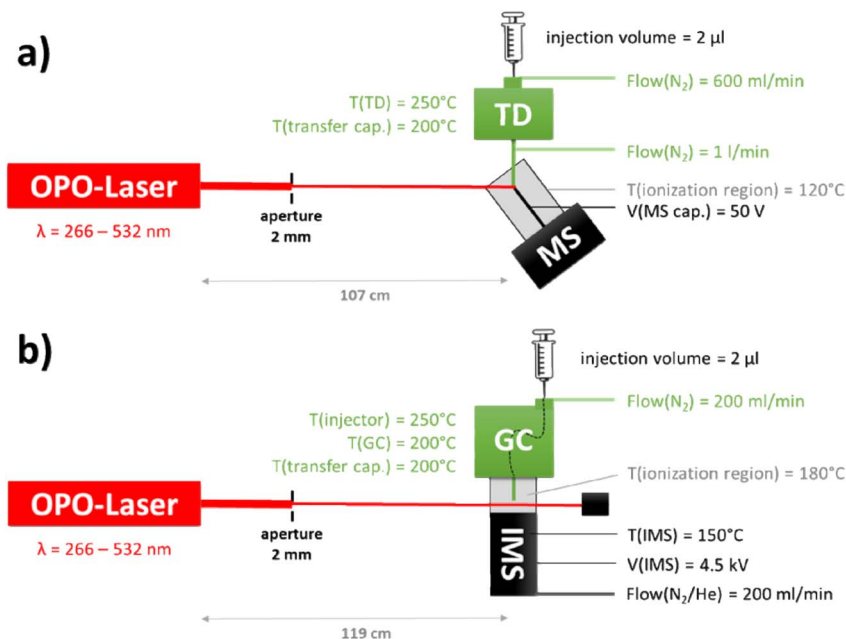 a)
injection volume = 2 µl
Flow(N₂) = 600 ml/min
T(TD) = 250°C
T(transfer cap.) = 200°C
TD
Flow(N₂) = 1 l/min
OPO-Laser
λ = 266 – 532 nm
aperture
2 mm
T(ionization region) = 120°C
V(MS cap.) = 50 V
MS
107 cm
b)
injection volume = 2 µl
Flow(N₂) = 200 ml/min
T(injector) = 250°C
T(GC) = 200°C
T(transfer cap.) = 200°C
GC
T(ionization region) = 180°C
OPO-Laser
λ = 266 – 532 nm
aperture
2 mm
IMS
T(IMS) = 150°C
V(IMS) = 4.5 kV
Flow(N₂/He) = 200 ml/min
119 cm